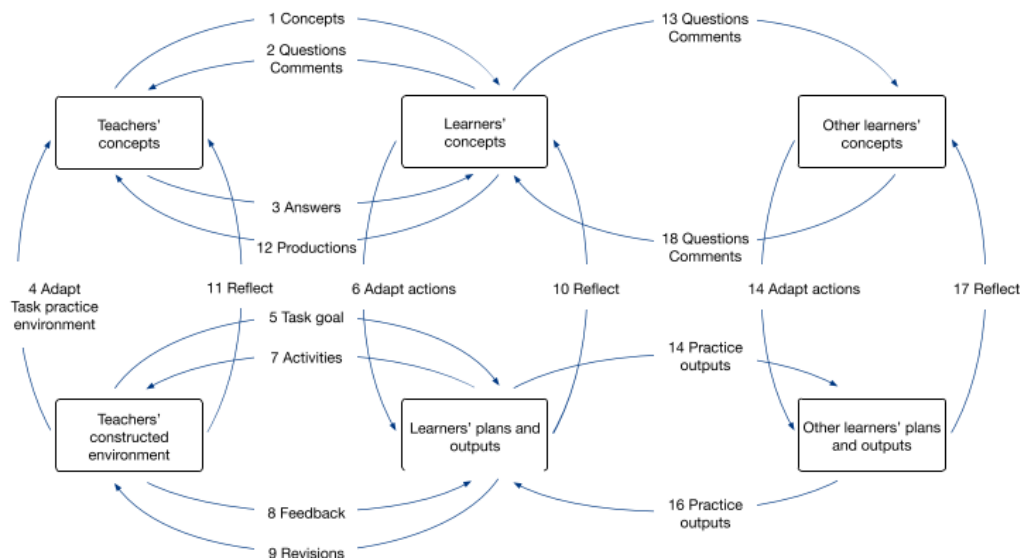 1 Concepts
13 Questions
Comments
2 Questions
Comments
Teachers'
concepts
Learners'
concepts
Other learners'
concepts
3 Answers
12 Productions
18 Questions
Comments
4 Adapt
Task practice
environment
11 Reflect
6 Adapt actions
10 Reflect
14 Adapt actions
17 Reflect
5 Task goal
7 Activities
14 Practice
outputs
Teachers'
constructed
environment
Learners' plans and
outputs
Other learners' plans
and outputs
8 Feedback
9 Revisions
16 Practice
outputs